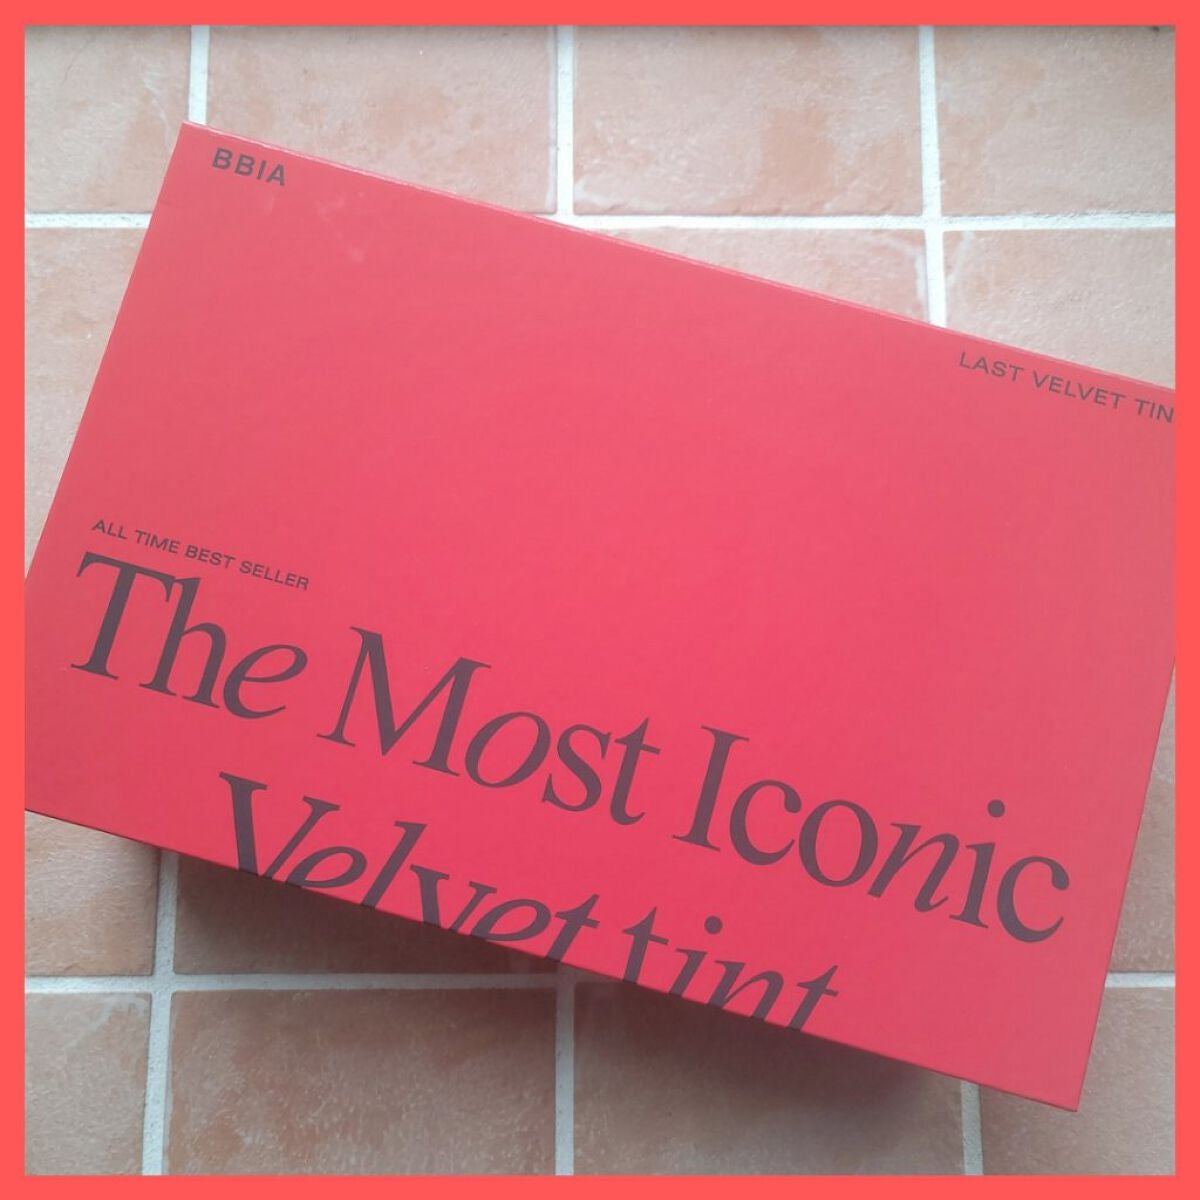 BBIA
LAST VELVET TIN
ALL TIME BEST SELLER
The Most Iconic
Velvet tint